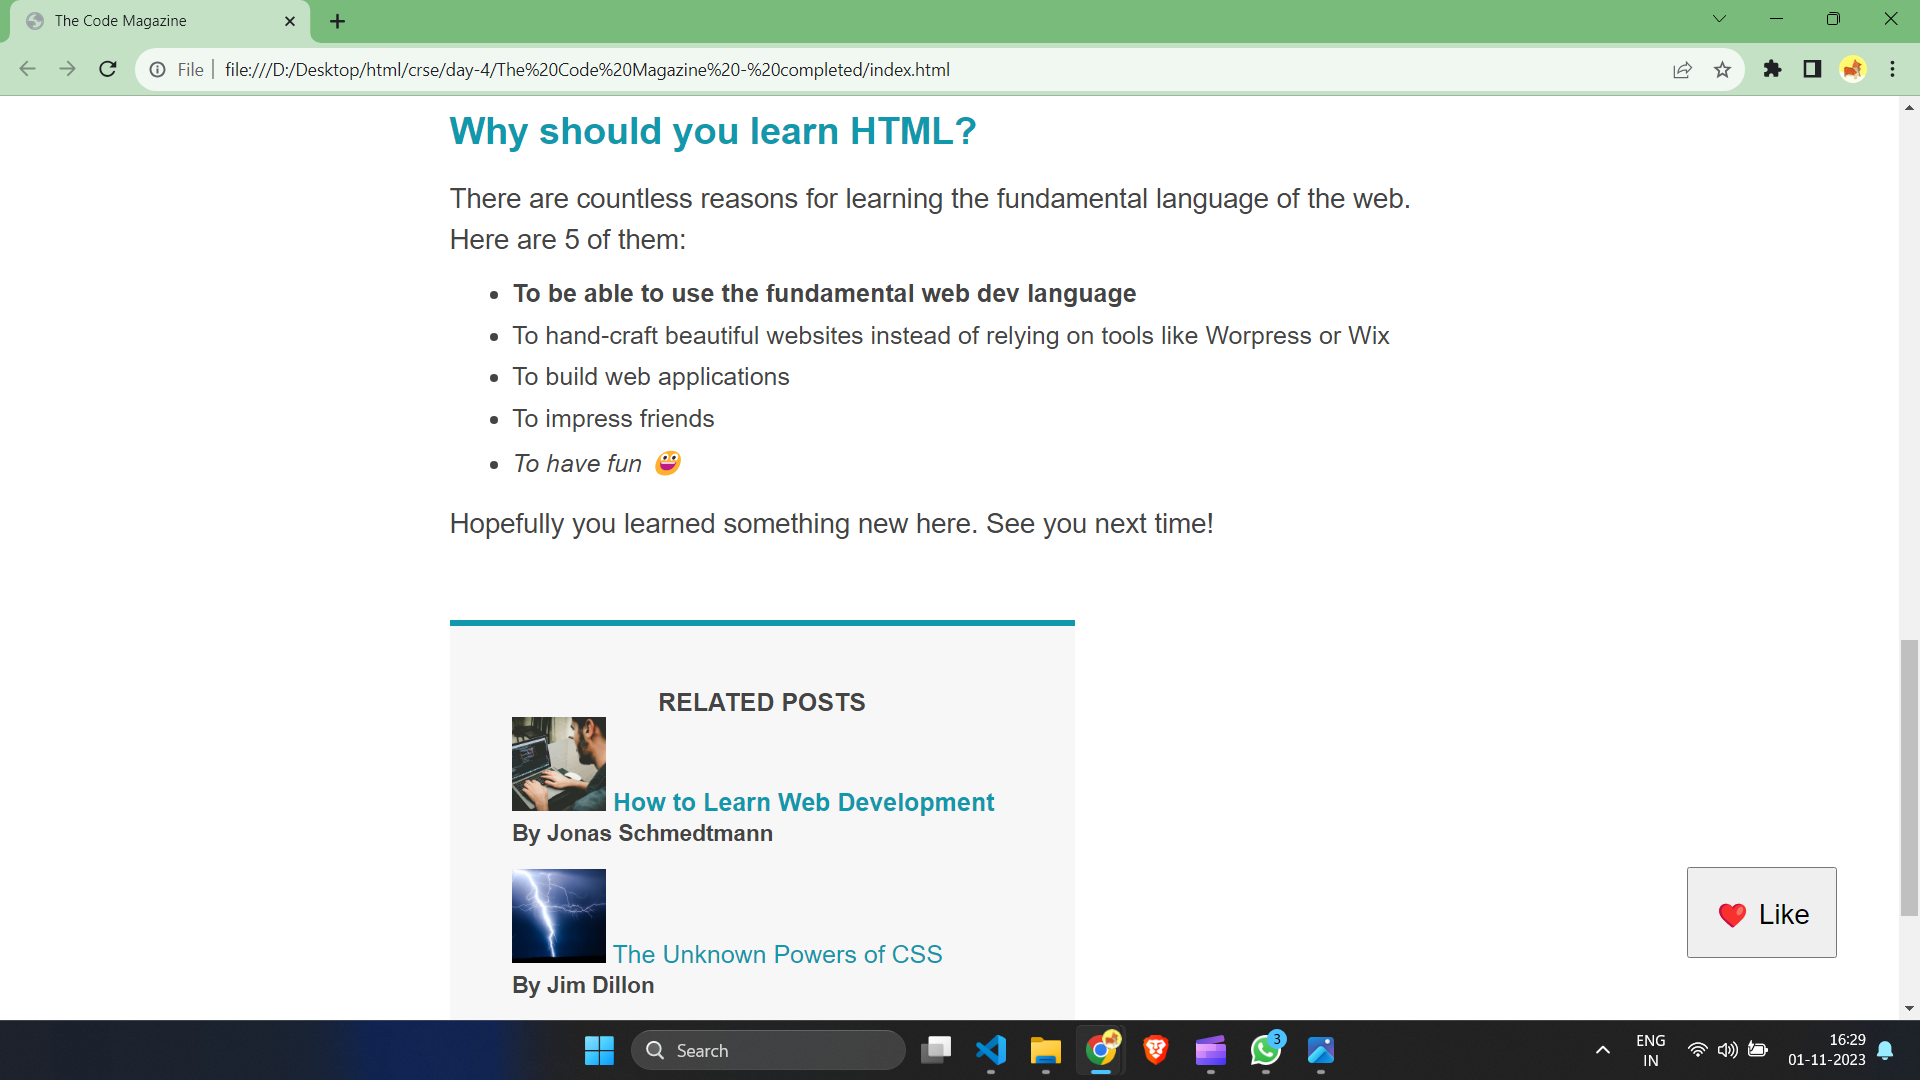 The Code Magazine
File
file:///D:/Desktop/html/crse/day-4/The%20Code%20Magazine%20-%20completed/index.html
Why should you learn HTML?
There are countless reasons for learning the fundamental language of the web.
Here are 5 of them:
To be able to use the fundamental web dev language
To hand-craft beautiful websites instead of relying on tools like Worpress or Wix
To build web applications
To impress friends
To have fun 😀
Hopefully you learned something new here. See you next time!
RELATED POSTS
How to Learn Web Development
By Jonas Schmedtmann
The Unknown Powers of CSS
By Jim Dillon
❤️ Like
Search
3
ENG
IN
16:29
01-11-2023